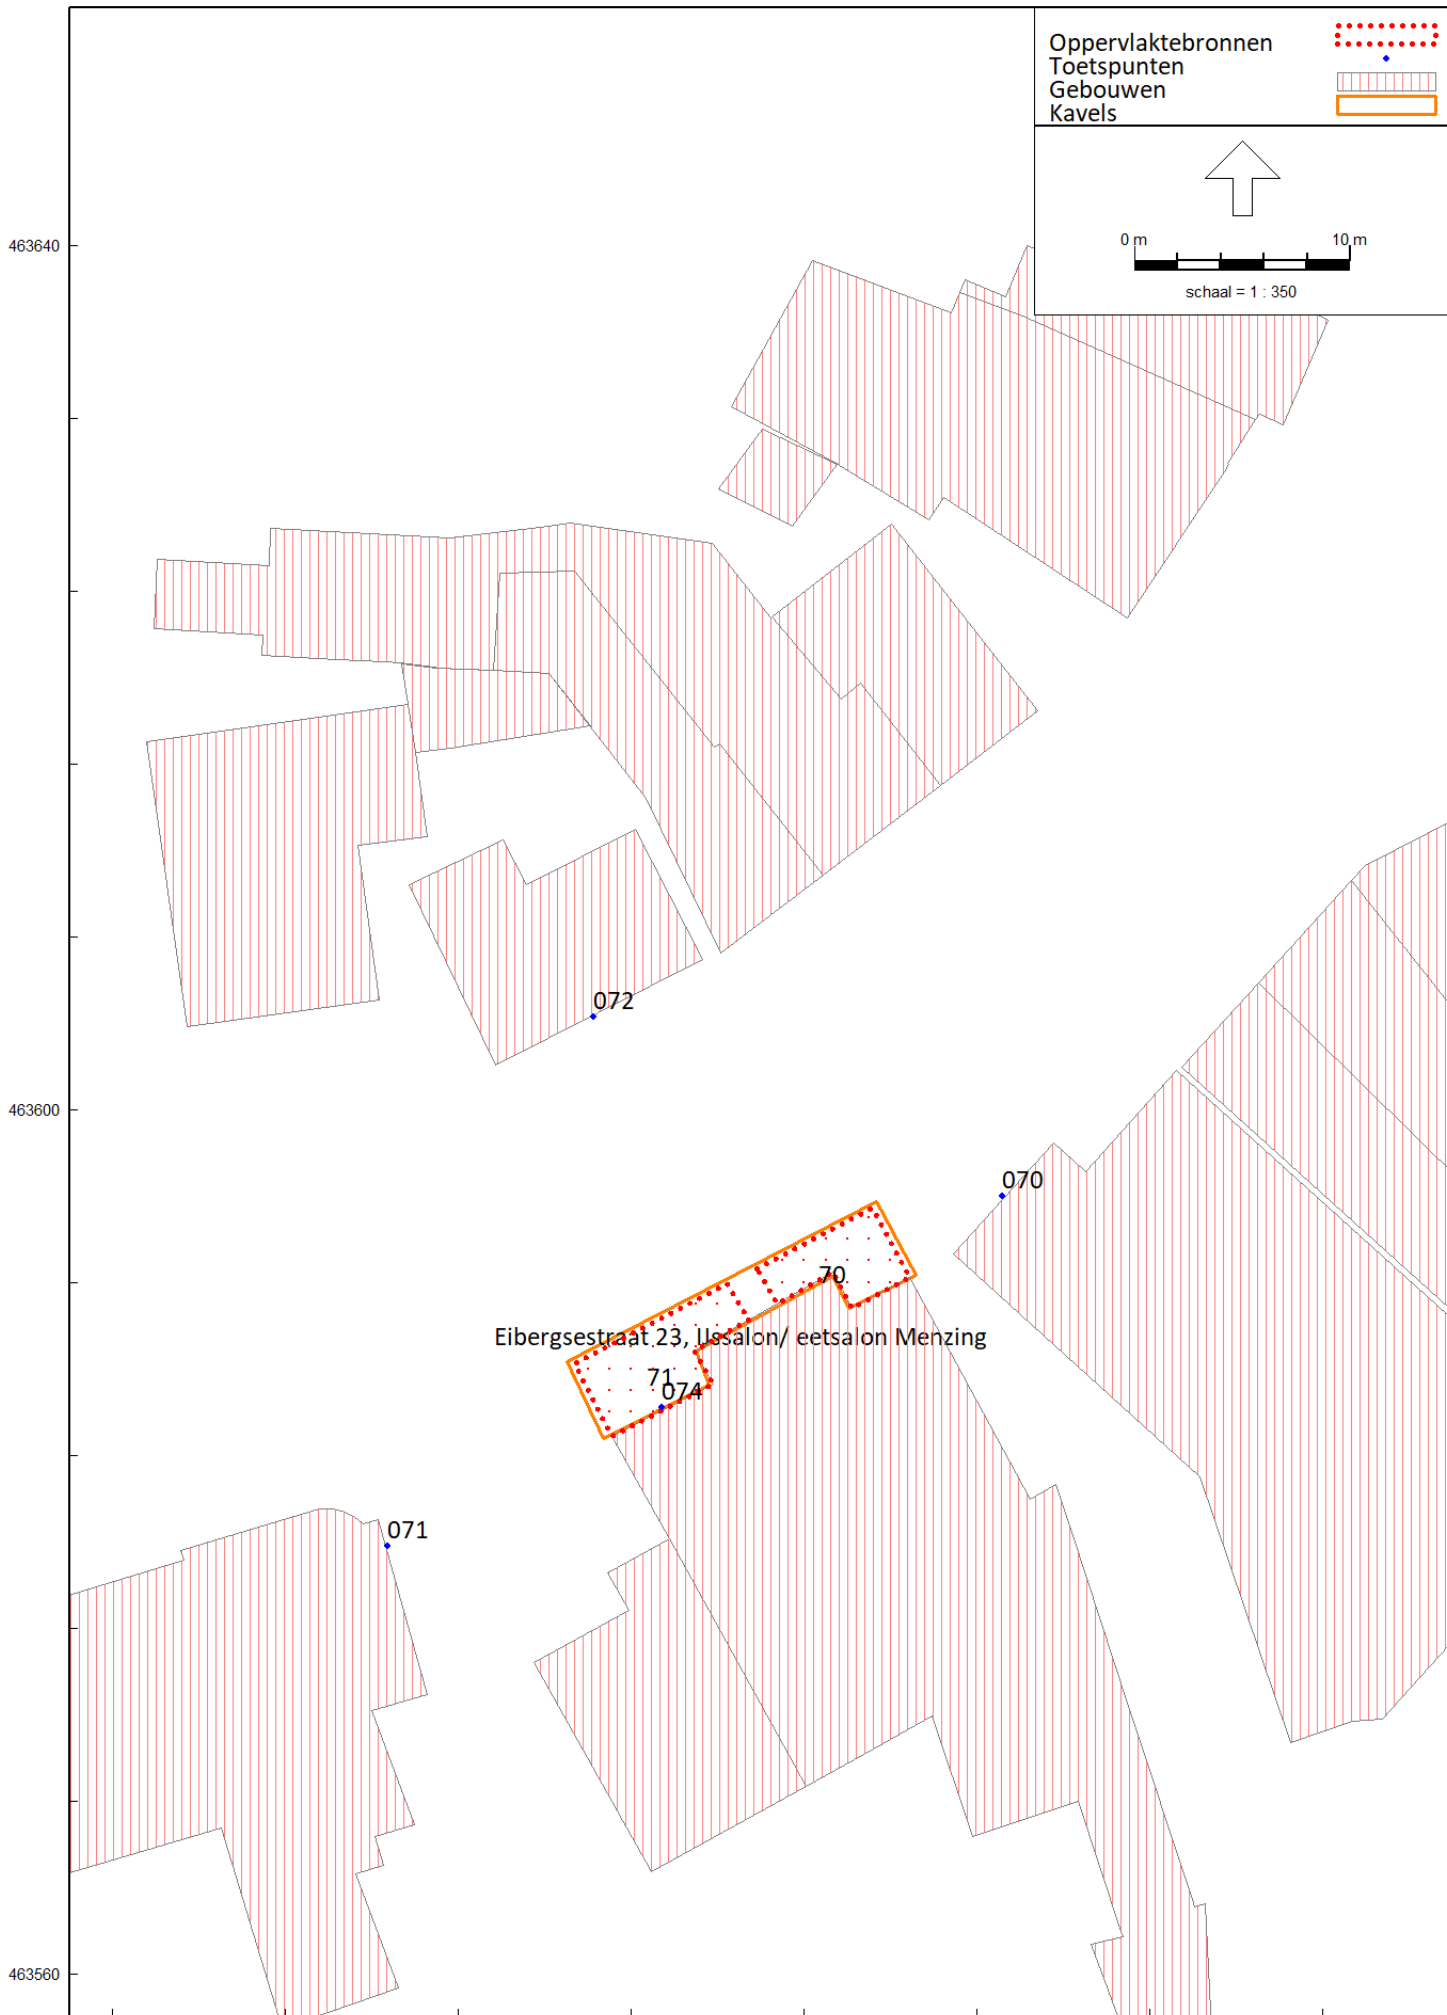 Oppervlaktebronnen
Toetspunten
Gebouwen
Kavels
0 m 10 m
schaal = 1 : 350
463640
072
463600
070
70
Eibergsestraat 23, IJssalon/ eetsalon Menzing
71
074
071
463560